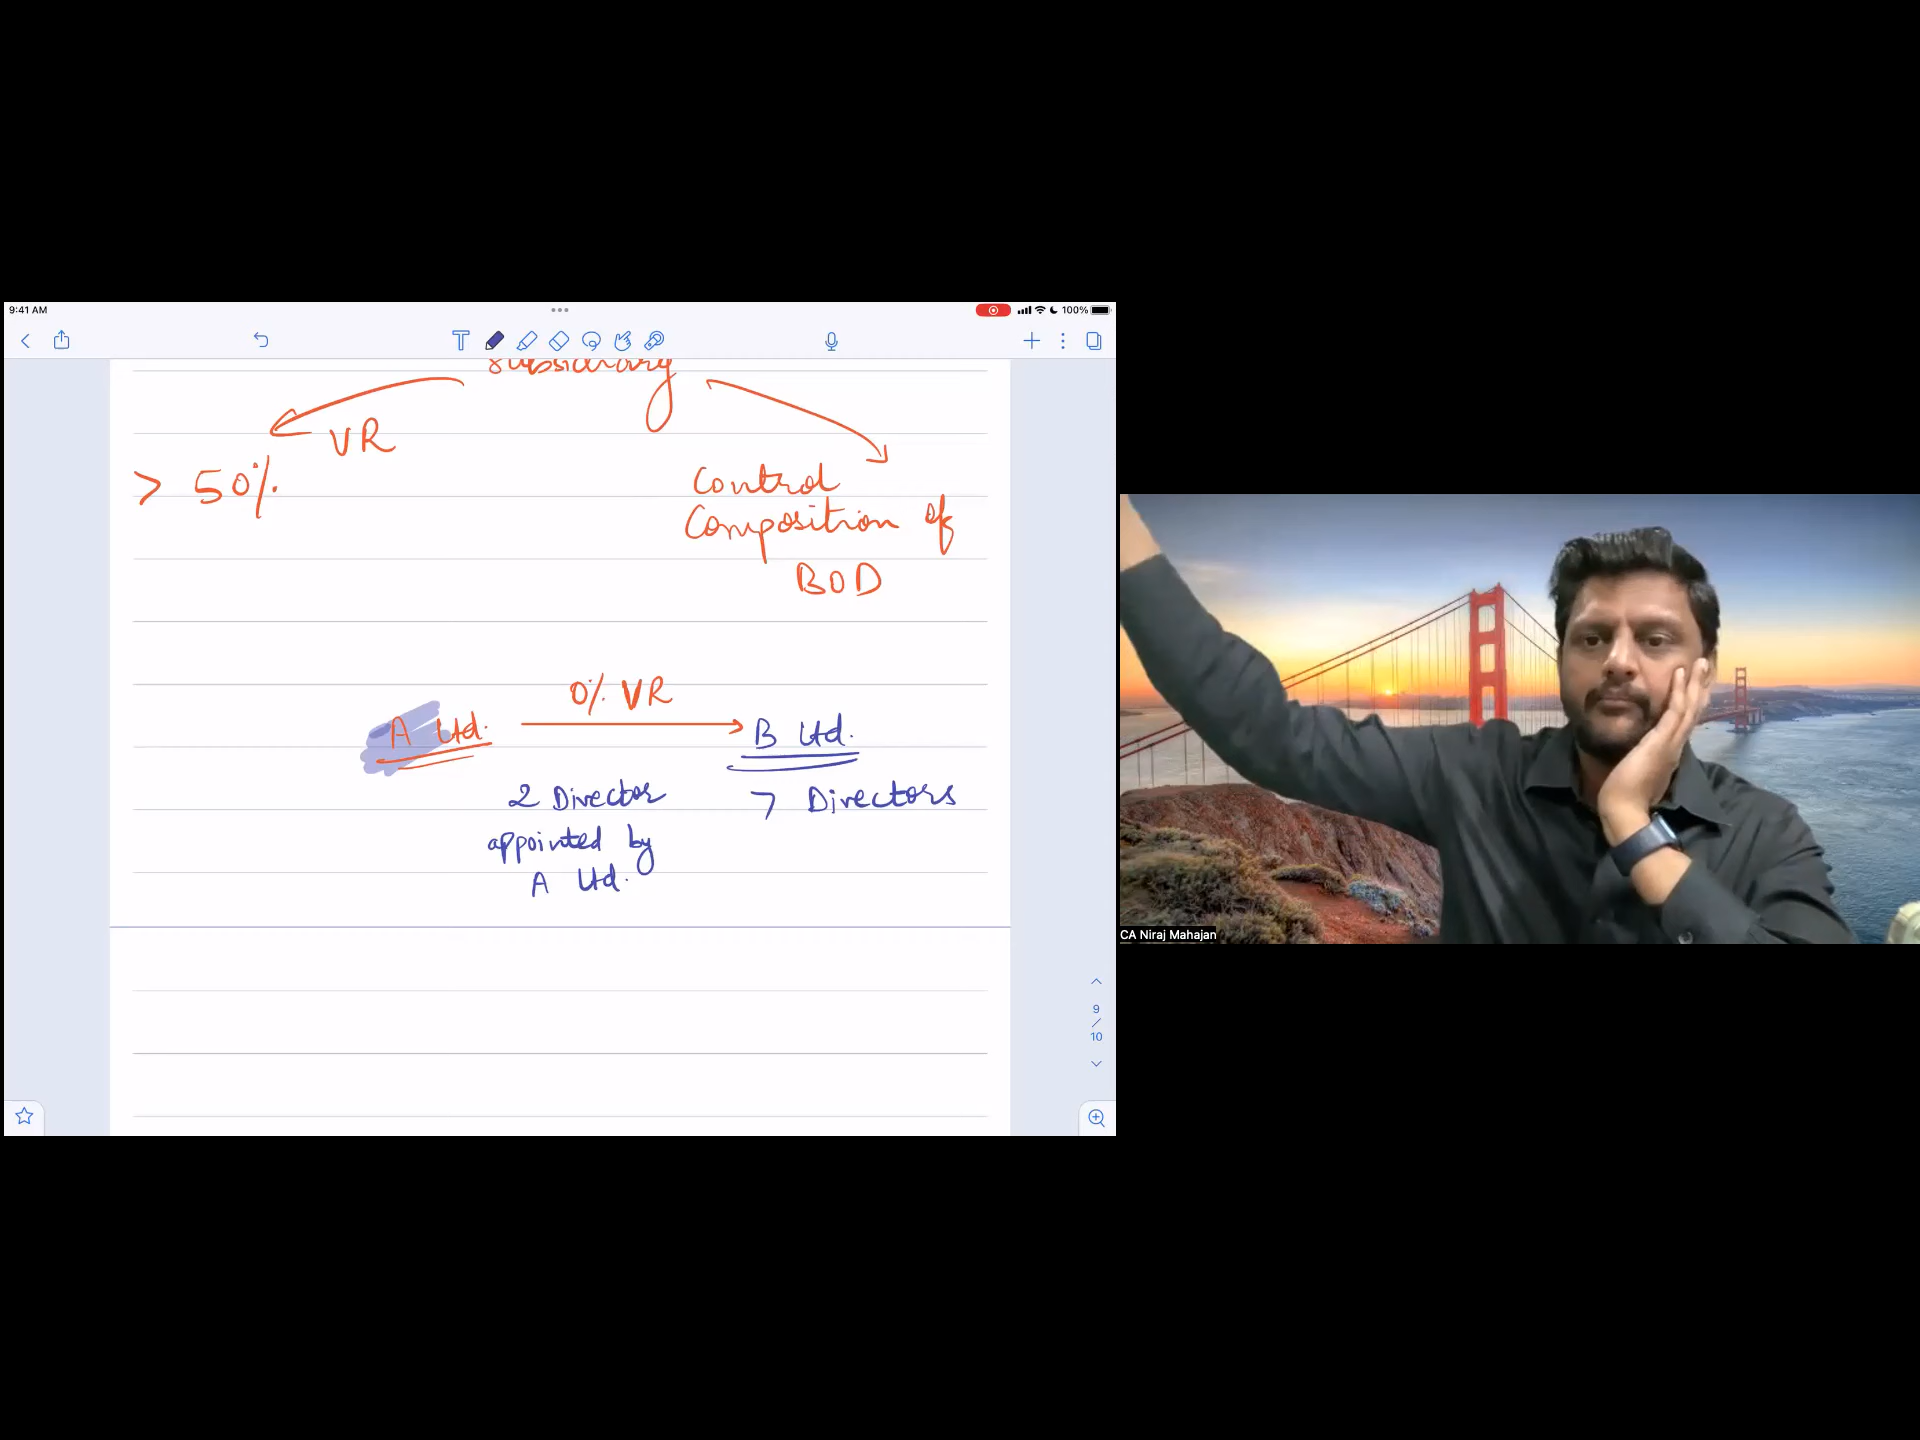 9:41 AM
100%
subsidiary
VR
> 50%
Control
Composition of
BOD
0% VR
A Ltd.
B Ltd.
2 Director
7 Directors
appointed by
A Ltd.
CA Niraj Mahajan
9
/
10